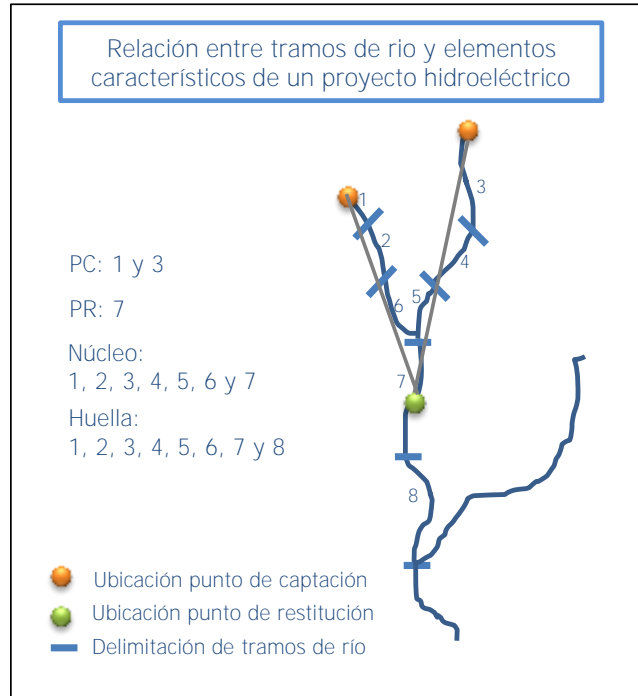 Relación entre tramos de rio y elementos
característicos de un proyecto hidroeléctrico
1
3
2
4
PC: 1 y 3
5
6
PR: 7
Núcleo:
1, 2, 3, 4, 5, 6 y 7
7
Huella:
1, 2, 3, 4, 5, 6, 7 y 8
8
Ubicación punto de captación
Ubicación punto de restitución
Delimitación de tramos de río